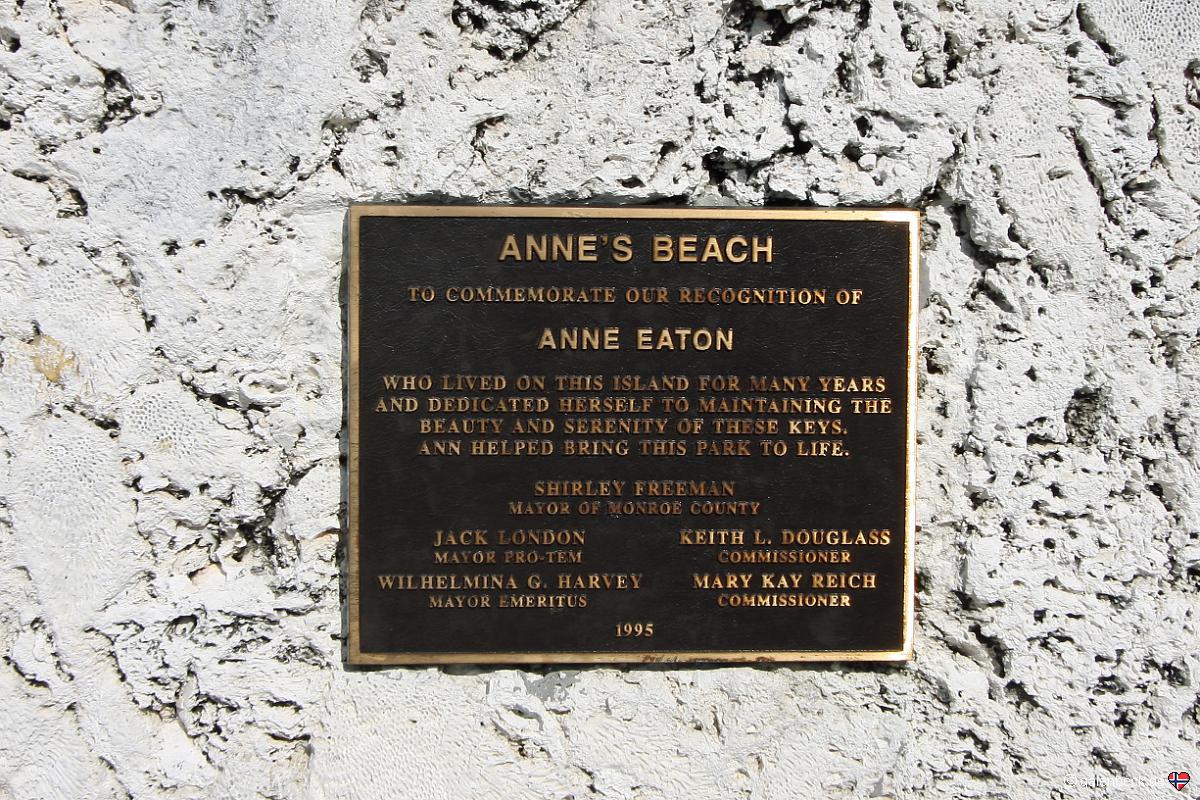 ANNE'S BEACH
TO COMMEMORATE OUR RECOGNITION OF
ANNE EATON
WHO LIVED ON THIS ISLAND FOR MANY YEARS
AND DEDICATED HERSELF TO MAINTAINING THE
BEAUTY AND SERENITY OF THESE KEYS.
ANN HELPED BRING THIS PARK TO LIFE.
SHIRLEY FREEMAN
MAYOR OF MONROE COUNTY
JACK LONDON
MAYOR PRO-TEM
KEITH L. DOUGLASS
COMMISSIONER
WILHELMINA G. HARVEY
MAYOR EMERITUS
MARY KAY REICH
COMMISSIONER
1995